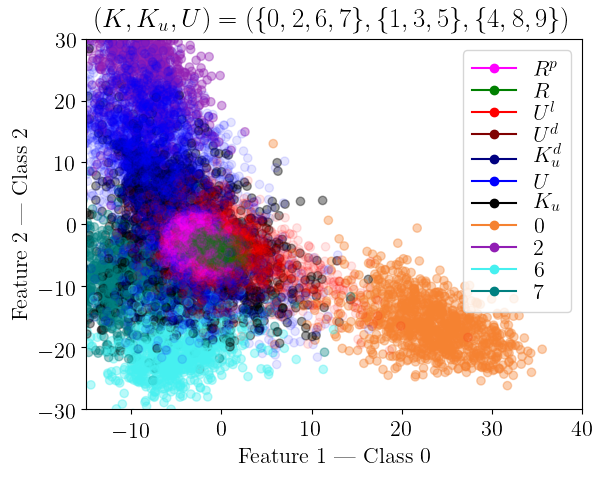 (K, K_u, U) = ({0, 2, 6, 7}, {1, 3, 5}, {4, 8, 9})
30
20
10
0
−10
−20
−30
Feature 2 — Class 2
R^p
R
U^l
U^d
K_u^d
U
K_u
0
2
6
7
−10
0
10
20
30
40
Feature 1 — Class 0